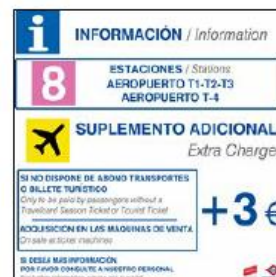 i INFORMACIÓN / Information
8
ESTACIONES / Stations
AEROPUERTO T1-T2-T3
AEROPUERTO T-4
SUPLEMENTO ADICIONAL
Extra Charge
SI NO DISPONE DE ABONO TRANSPORTES
O BILLETE TURÍSTICO
Only to be paid by passengers without a
Travelcard Season Ticket or Tourist Ticket
+3 €
ADQUISICION EN LAS MÁQUINAS DE VENTA
On sale at ticket machines
SI DESEA MAS INFORMACIÓN
POR FAVOR CONSULTE A NUESTRO PERSONAL